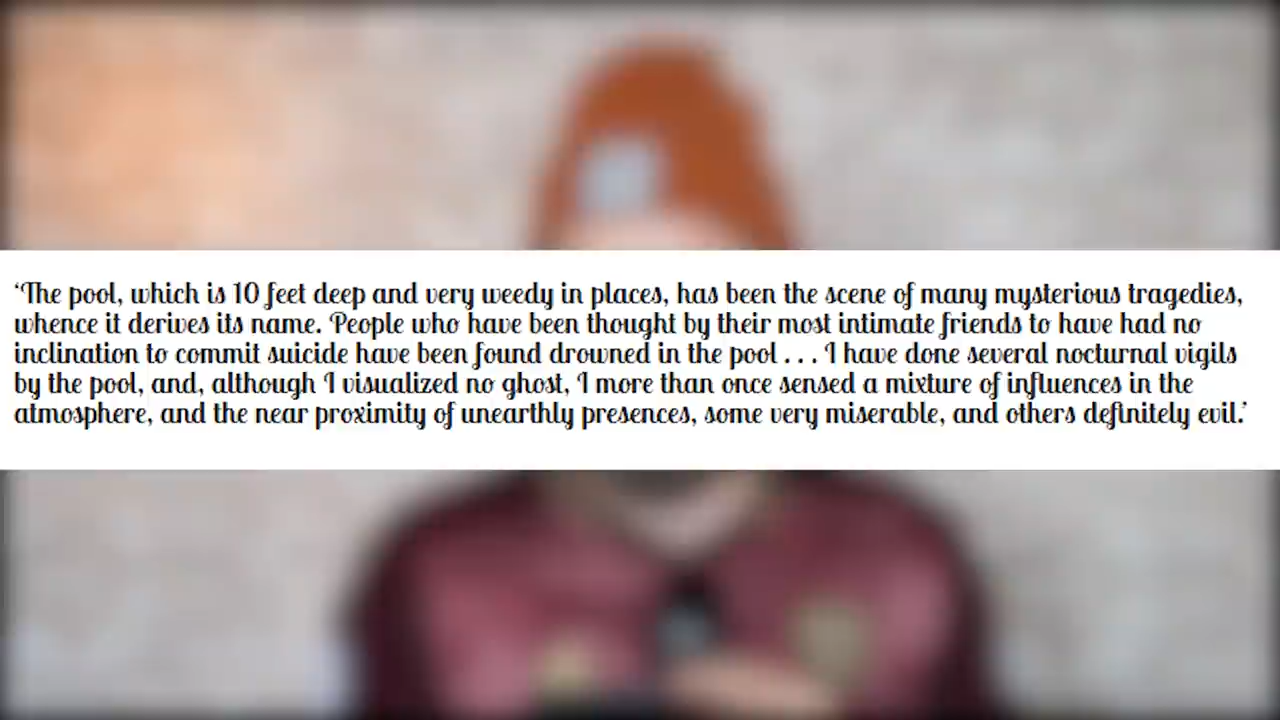 ‘The pool, which is 10 feet deep and very weedy in places, has been the scene of many mysterious tragedies,
whence it derives its name. People who have been thought by their most intimate friends to have had no
inclination to commit suicide have been found drowned in the pool . . . I have done several nocturnal vigils
by the pool, and, although I visualized no ghost, I more than once sensed a mixture of influences in the
atmosphere, and the near proximity of unearthly presences, some very miserable, and others definitely evil.’